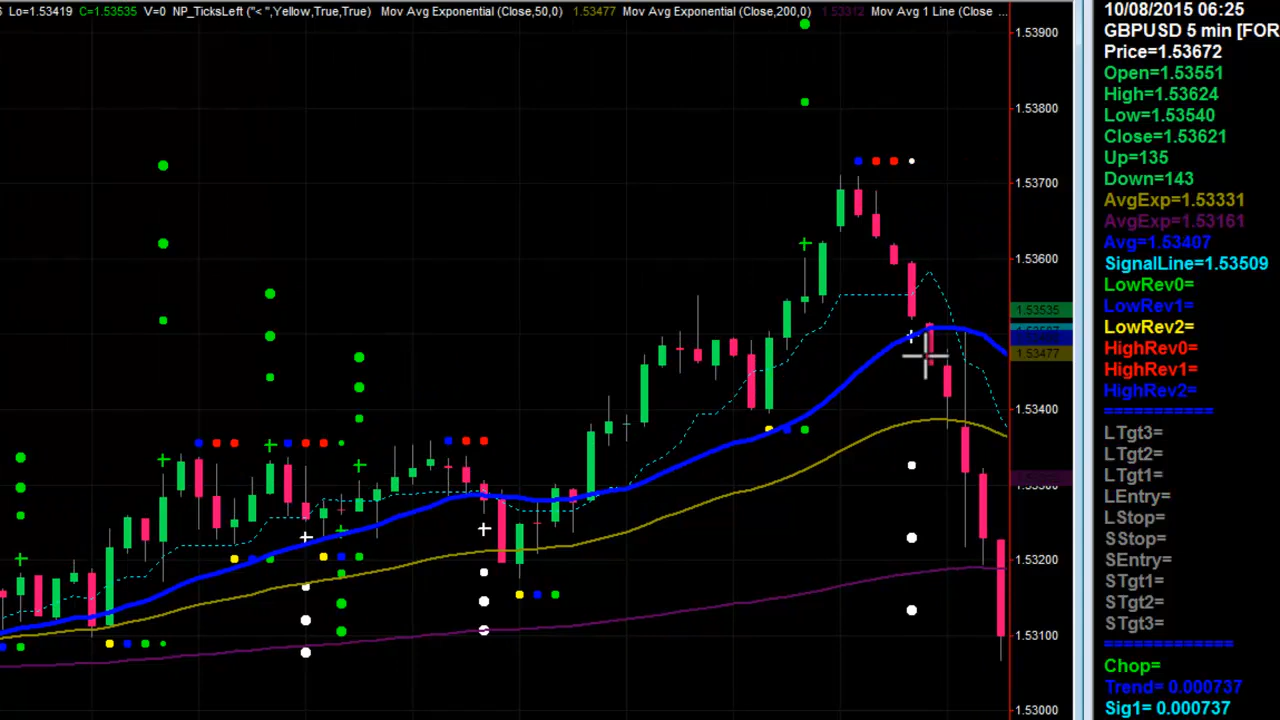 Lo=1.53419 C=1.53535 V=0 NP_TicksLeft ("< ",Yellow,True,True) Mov Avg Exponential (Close,50,0) 1.53477 Mov Avg Exponential (Close,200,0) 1.53312 Mov Avg 1 Line (Close ...
1.53900
1.53800
1.53700
1.53600
1.53535
1.53477
1.53400
1.53200
1.53100
1.53000
10/08/2015 06:25
GBPUSD 5 min [FOR
Price=1.53672
Open=1.53551
High=1.53624
Low=1.53540
Close=1.53621
Up=135
Down=143
AvgExp=1.53331
AvgExp=1.53161
Avg=1.53407
SignalLine=1.53509
LowRev0=
LowRev1=
LowRev2=
HighRev0=
HighRev1=
HighRev2=
===========
LTgt3=
LTgt2=
LTgt1=
LEntry=
LStop=
SStop=
SEntry=
STgt1=
STgt2=
STgt3=
=============
Chop=
Trend= 0.000737
Sig1= 0.000737